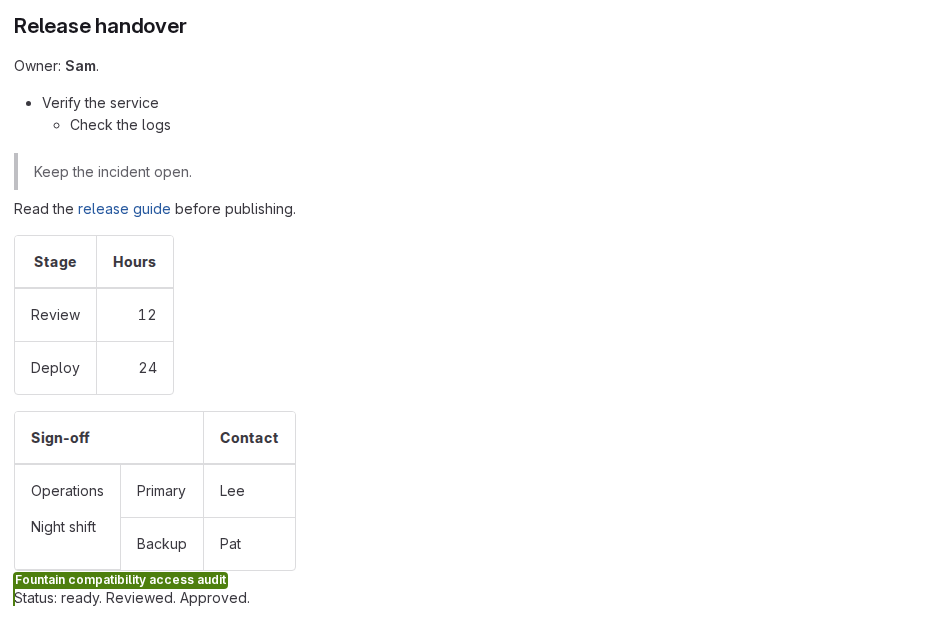 Release handover
Owner: Sam.
Verify the service
Check the logs
Keep the incident open.
Read the release guide before publishing.
Stage Hours
Review 12
Deploy 24
Sign-off Contact
Operations Primary Lee
Night shift
Backup Pat
Fountain compatibility access audit
Status: ready. Reviewed. Approved.